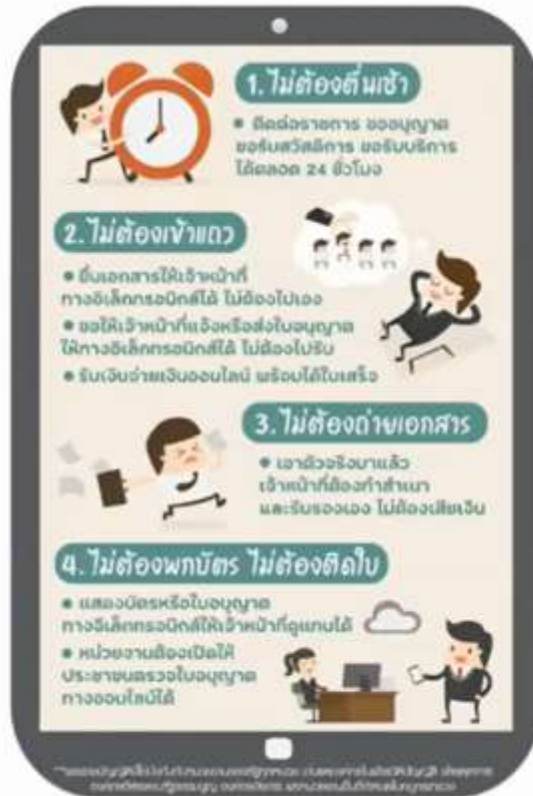 1. ไม่ต้องตื่นเช้า
• ติดต่อราชการ ขออนุญาต
ขอรับสวัสดิการ ขอรับบริการ
ได้ตลอด 24 ชั่วโมง
2. ไม่ต้องเข้าแถว
• ยื่นเอกสารให้เจ้าหน้าที่
ทางอิเล็กทรอนิกส์ได้ ไม่ต้องไปเอง
• ขอให้เจ้าหน้าที่แจ้งหรือส่งใบอนุญาต
ให้ทางอิเล็กทรอนิกส์ได้ ไม่ต้องไปรับ
• รับเงินจ่ายเงินออนไลน์ พร้อมได้ใบเสร็จ
3. ไม่ต้องถ่ายเอกสาร
• เอาตัวจริงมาแล้ว
เจ้าหน้าที่ต้องทำสำเนา
และรับรองเอง ไม่ต้องเสียเงิน
4. ไม่ต้องพกบัตร ไม่ต้องติดใบ
• แสดงบัตรหรือใบอนุญาต
ทางอิเล็กทรอนิกส์ให้เจ้าหน้าที่ดูแทนได้
• หน่วยงานต้องเปิดให้
ประชาชนตรวจใบอนุญาต
ทางออนไลน์ได้